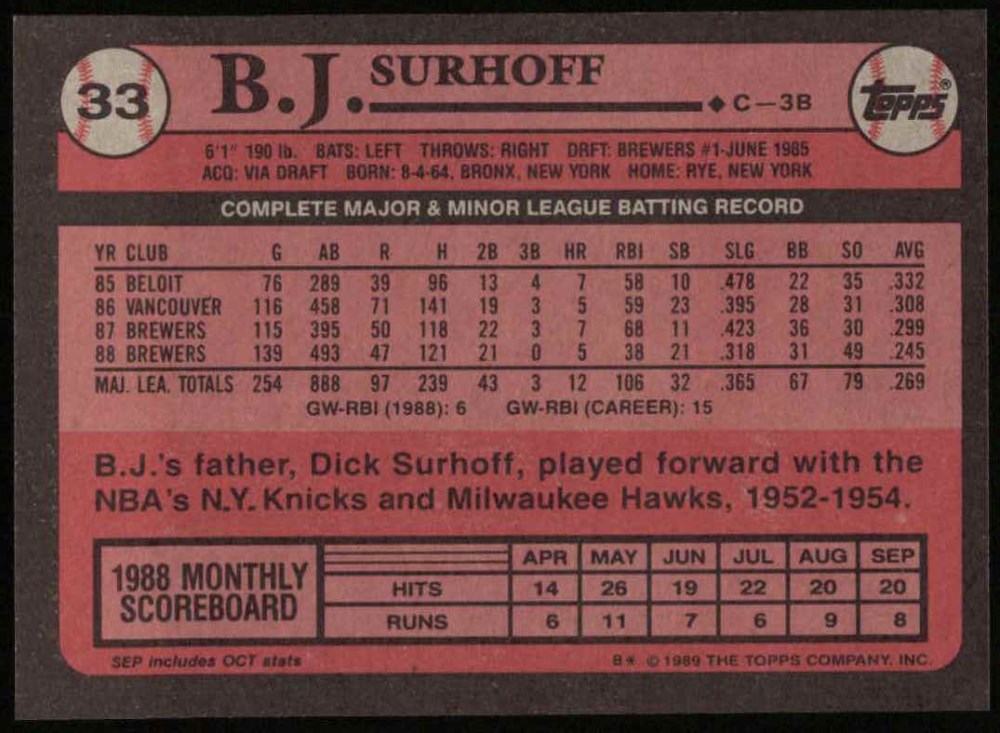 33 B.J. SURHOFF ◆ C—3B topps®
6'1" 190 lb. BATS: LEFT THROWS: RIGHT DRFT: BREWERS #1-JUNE 1985
ACQ: VIA DRAFT BORN: 8-4-64, BRONX, NEW YORK HOME: RYE, NEW YORK
COMPLETE MAJOR & MINOR LEAGUE BATTING RECORD
YR CLUB G AB R H 2B 3B HR RBI SB SLG BB SO AVG
85 BELOIT 76 289 39 96 13 4 7 58 10 .478 22 35 .332
86 VANCOUVER 116 458 71 141 19 3 5 59 23 .395 28 31 .308
87 BREWERS 115 395 50 118 22 3 7 68 11 .423 36 30 .299
88 BREWERS 139 493 47 121 21 0 5 38 21 .318 31 49 .245
MAJ. LEA. TOTALS 254 888 97 239 43 3 12 106 32 .365 67 79 .269
GW-RBI (1988): 6 GW-RBI (CAREER): 15
B.J.'s father, Dick Surhoff, played forward with the
NBA's N.Y. Knicks and Milwaukee Hawks, 1952-1954.
1988 MONTHLY
SCOREBOARD
APR MAY JUN JUL AUG SEP
HITS 14 26 19 22 20 20
RUNS 6 11 7 6 9 8
SEP includes OCT stats B* © 1989 THE TOPPS COMPANY, INC.